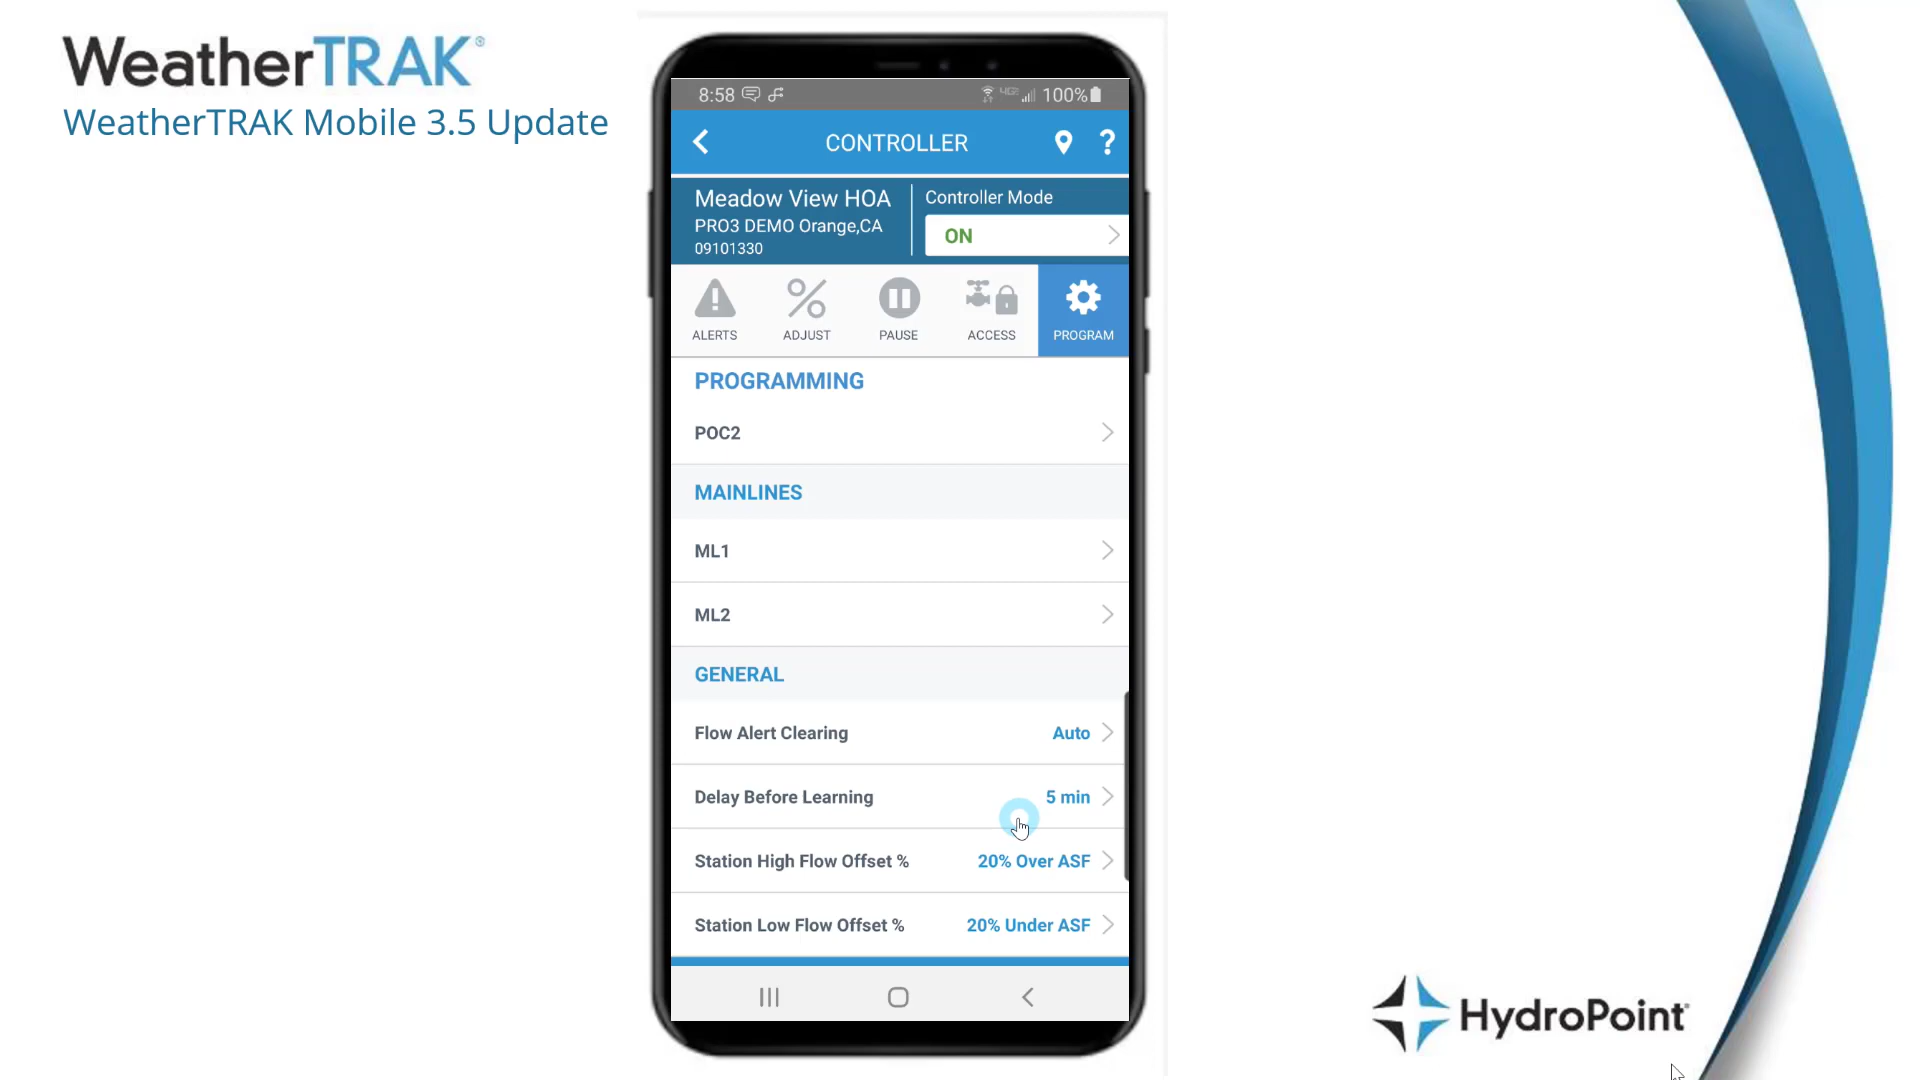 WeatherTRAK®
WeatherTRAK Mobile 3.5 Update
8:58
100%
CONTROLLER
?
Meadow View HOA
PRO3 DEMO Orange,CA
09101330
Controller Mode
ON
ALERTS
ADJUST
PAUSE
ACCESS
PROGRAM
PROGRAMMING
POC2
MAINLINES
ML1
ML2
GENERAL
Flow Alert Clearing Auto
Delay Before Learning 5 min
Station High Flow Offset % 20% Over ASF
Station Low Flow Offset % 20% Under ASF
HydroPoint